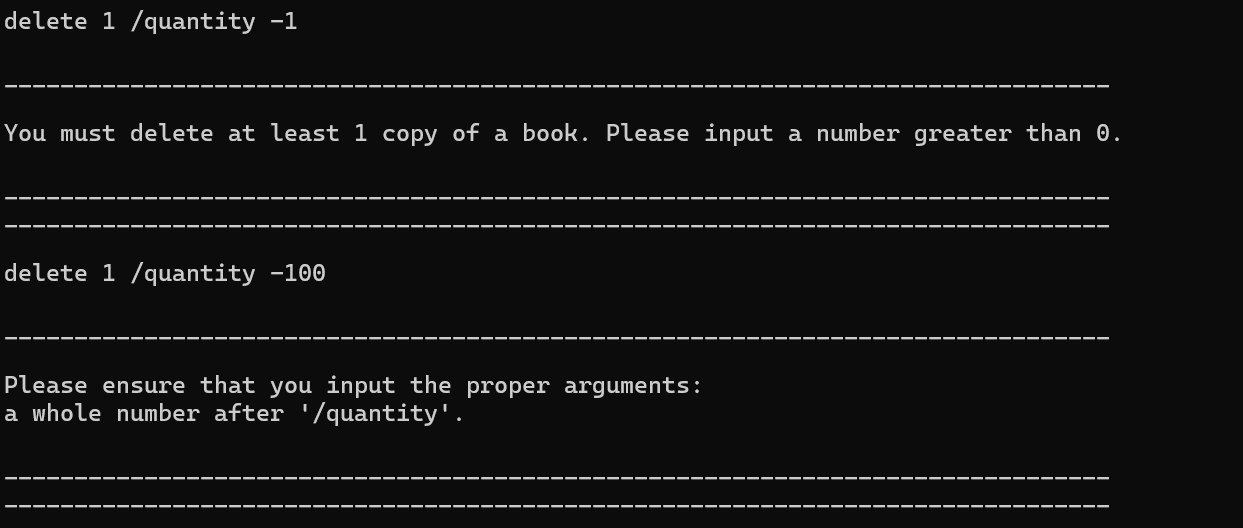 delete 1 /quantity -1
-------------------------------------------------------------------------------
You must delete at least 1 copy of a book. Please input a number greater than 0.
-------------------------------------------------------------------------------
-------------------------------------------------------------------------------
delete 1 /quantity -100
-------------------------------------------------------------------------------
Please ensure that you input the proper arguments:
a whole number after '/quantity'.
-------------------------------------------------------------------------------
-------------------------------------------------------------------------------